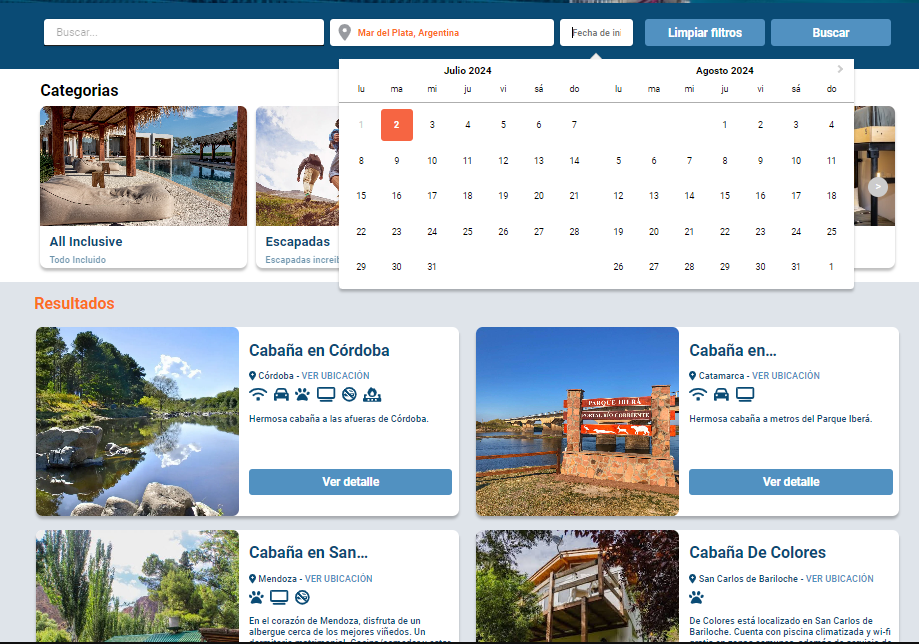 Buscar...
Mar del Plata, Argentina
Fecha de ini
Limpiar filtros
Buscar
Julio 2024
Agosto 2024
lu ma mi ju vi sá do
lu ma mi ju vi sá do
1 2 3 4 5 6 7
1 2 3 4
8 9 10 11 12 13 14
5 6 7 8 9 10 11
15 16 17 18 19 20 21
12 13 14 15 16 17 18
22 23 24 25 26 27 28
19 20 21 22 23 24 25
29 30 31
26 27 28 29 30 31 1
Categorias
All Inclusive
Todo Incluido
Escapadas
Escapadas increíb
Resultados
Cabaña en Córdoba
Córdoba - VER UBICACIÓN
Hermosa cabaña a las afueras de Córdoba.
Ver detalle
PARQUE IBERÁ
PORTAL RÍO CORRIENTE
Cabaña en...
Catamarca - VER UBICACIÓN
Hermosa cabaña a metros del Parque Iberá.
Ver detalle
Cabaña en San...
Mendoza - VER UBICACIÓN
En el corazón de Mendoza, disfruta de un
albergue cerca de los mejores viñedos. Un
Cabaña De Colores
San Carlos de Bariloche - VER UBICACIÓN
De Colores está localizado en San Carlos de
Bariloche. Cuenta con piscina climatizada y wi-fi